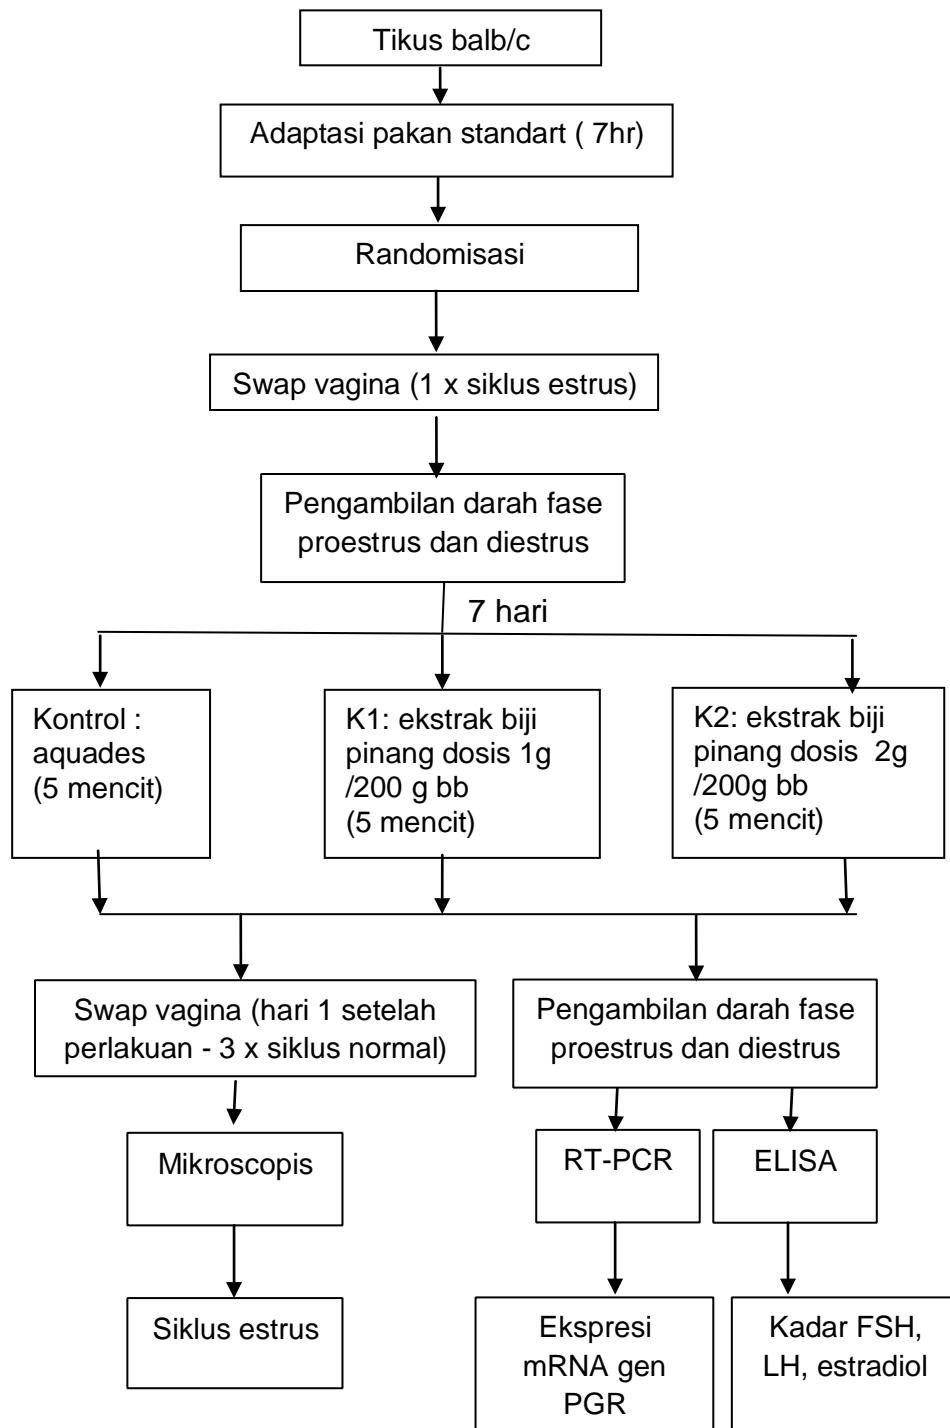 Tikus balb/c
Adaptasi pakan standart ( 7hr)
Randomisasi
Swap vagina (1 x siklus estrus)
Pengambilan darah fase
proestrus dan diestrus
7 hari
Kontrol :
aquades
(5 mencit)
K1: ekstrak biji
pinang dosis 1g
/200 g bb
(5 mencit)
K2: ekstrak biji
pinang dosis 2g
/200g bb
(5 mencit)
Swap vagina (hari 1 setelah
perlakuan - 3 x siklus normal)
Pengambilan darah fase
proestrus dan diestrus
Mikroscopis
RT-PCR
ELISA
Siklus estrus
Ekspresi
mRNA gen
PGR
Kadar FSH,
LH, estradiol